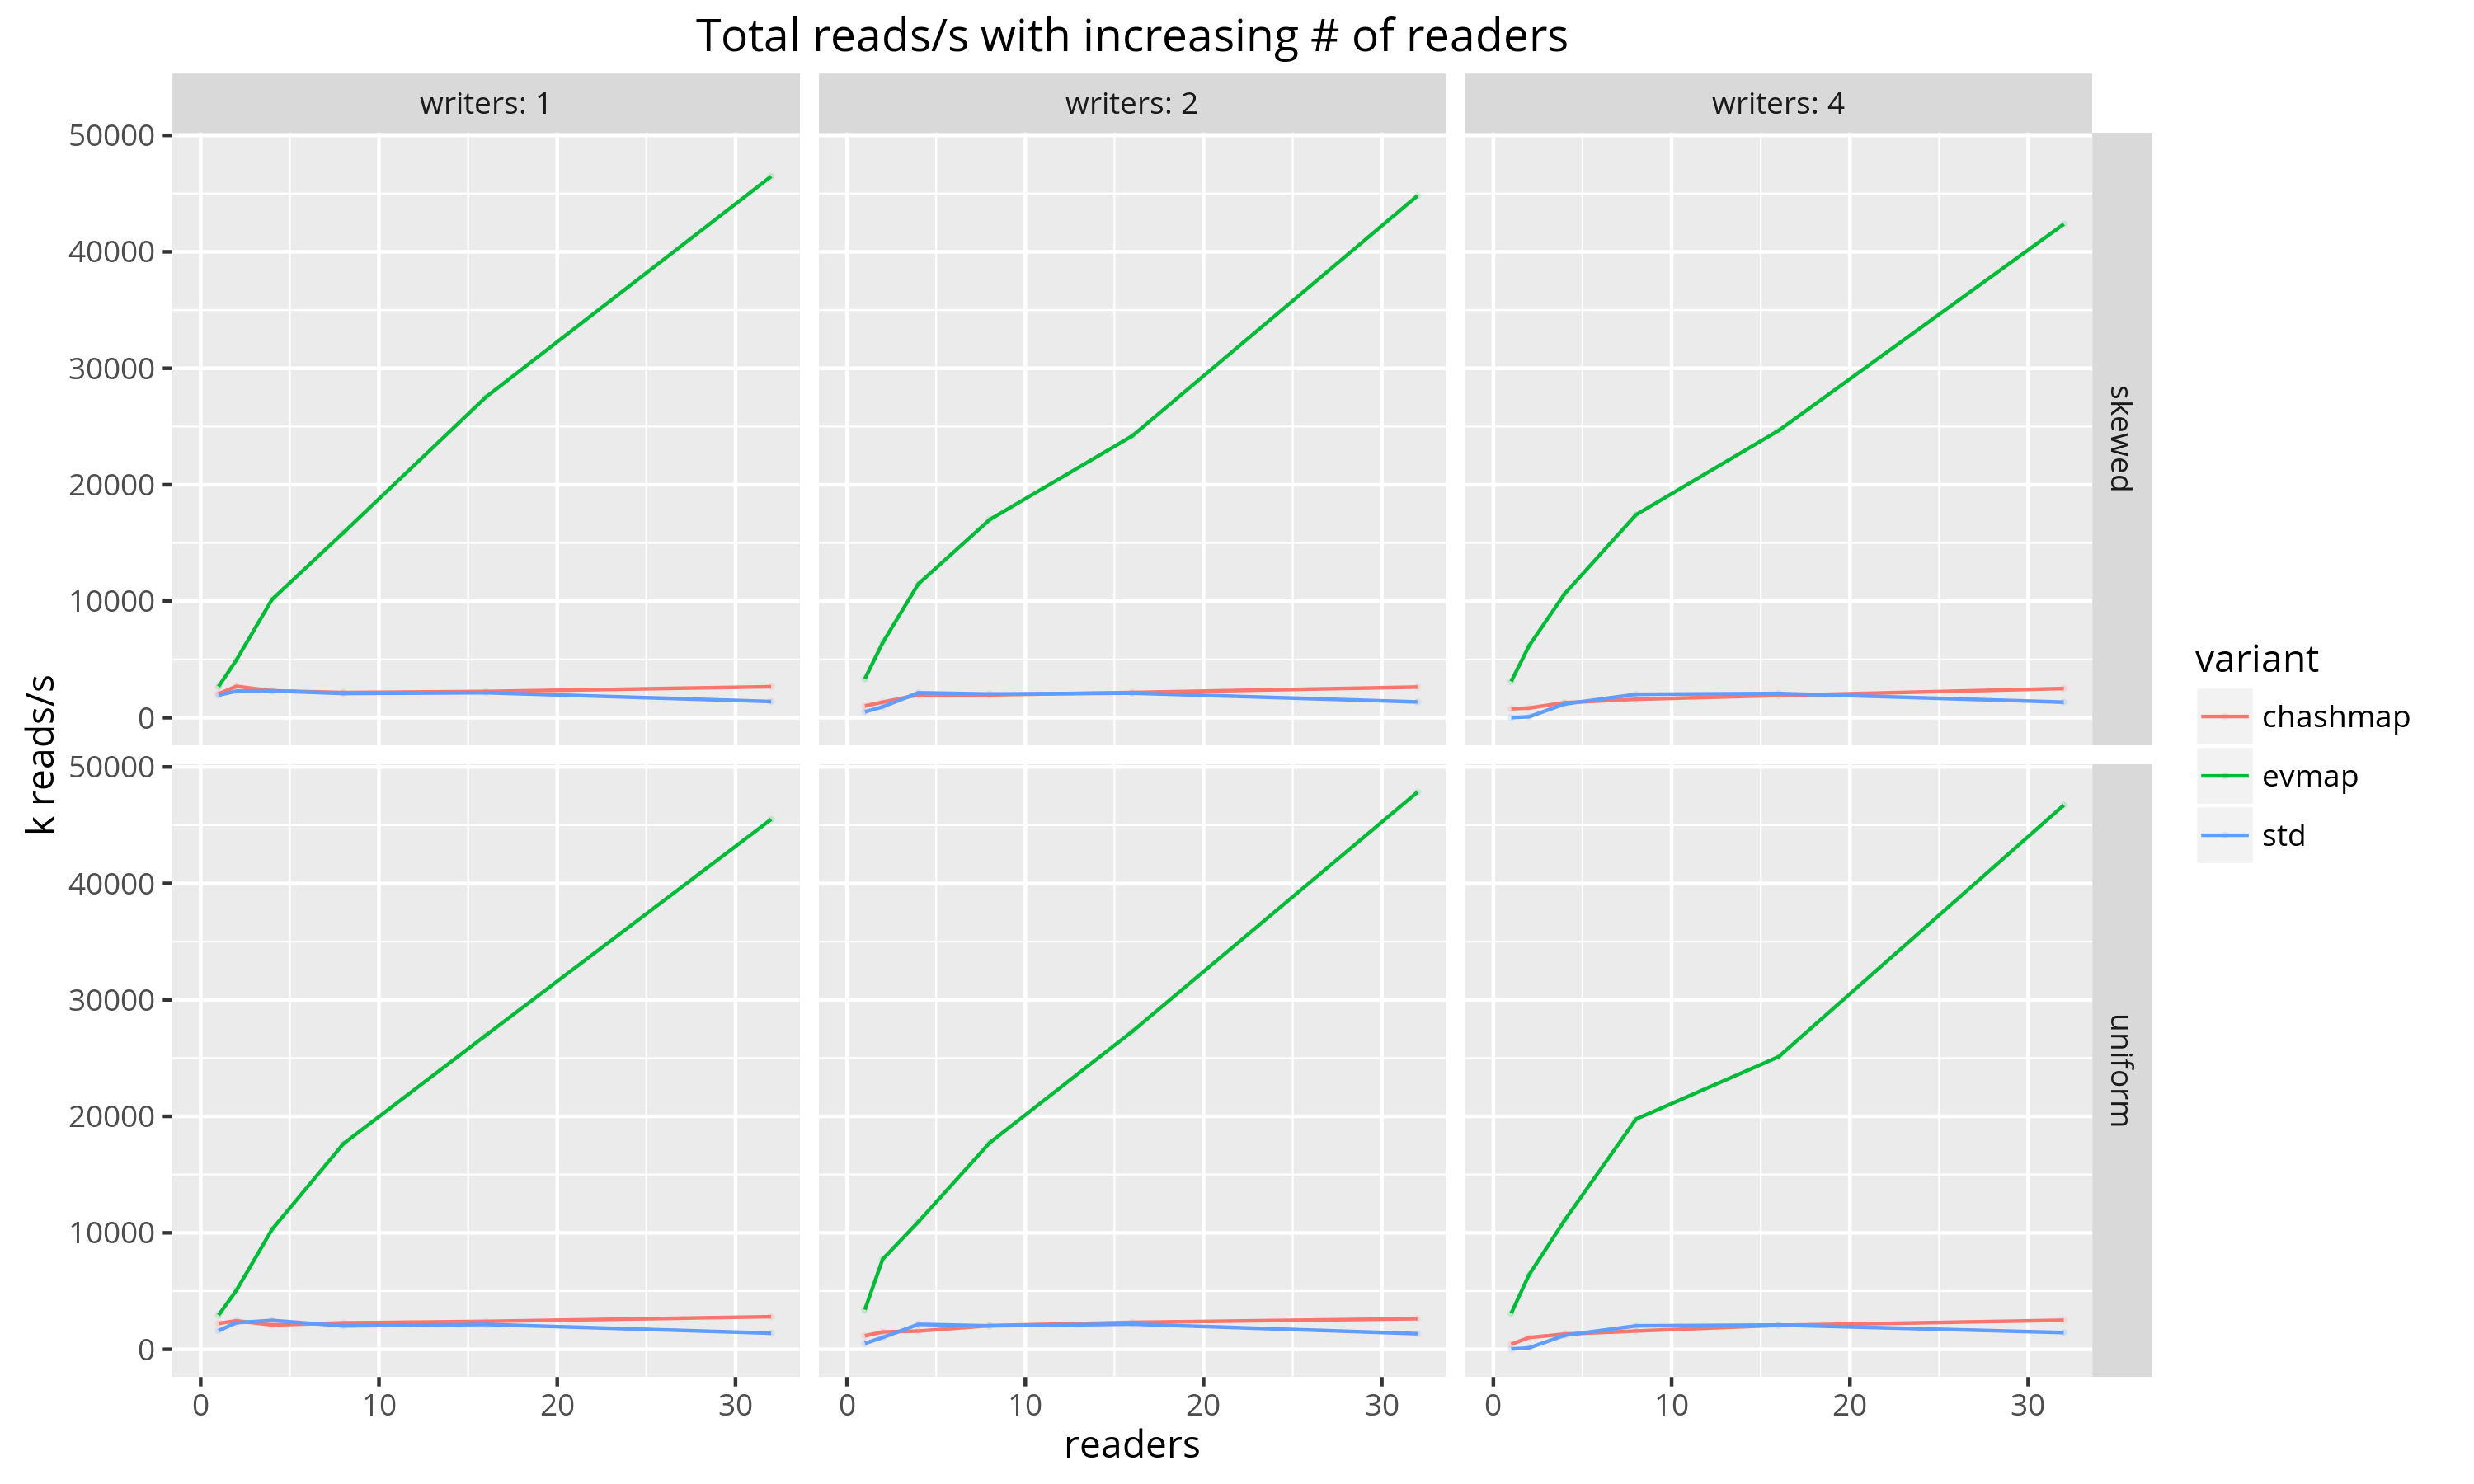 Total reads/s with increasing # of readers
writers: 1
writers: 2
writers: 4
50000
40000
30000
20000
10000
0
skewed
k reads/s
50000
40000
30000
20000
10000
0
uniform
0 10 20 30
0 10 20 30
0 10 20 30
readers
variant
chashmap
evmap
std